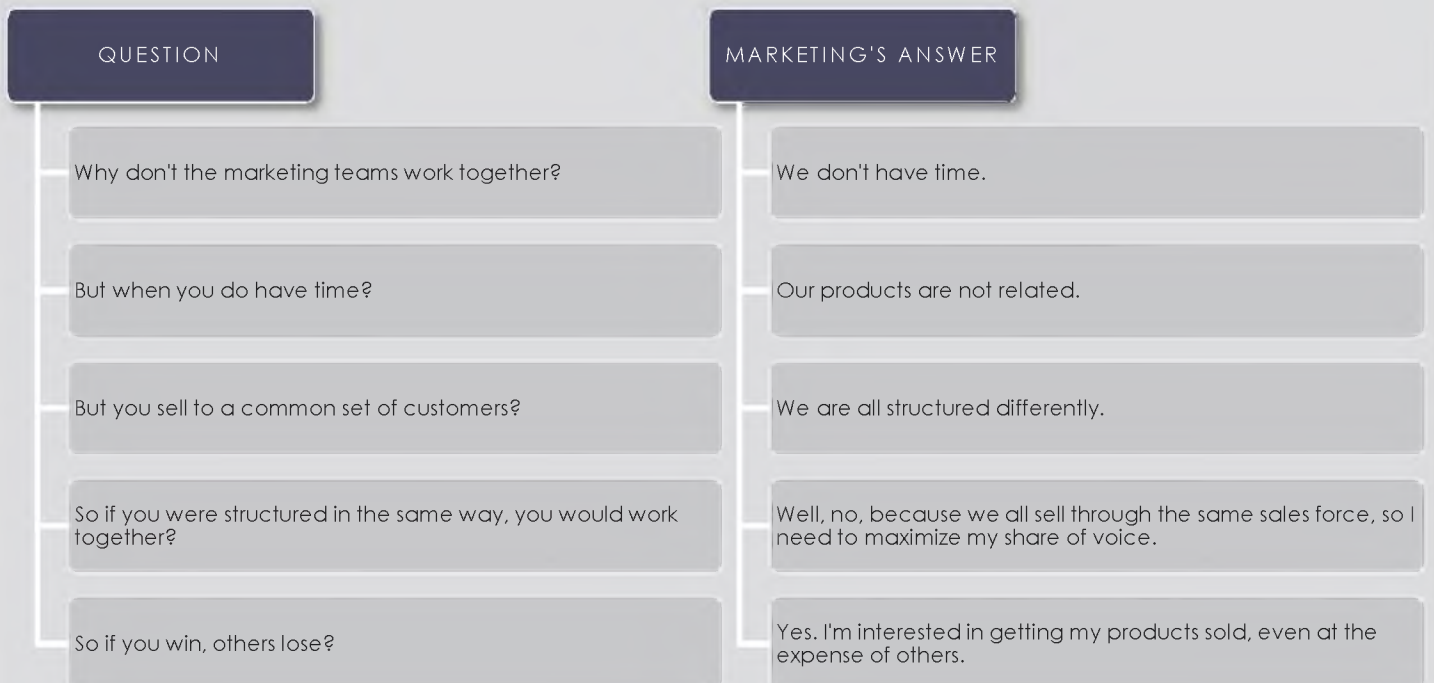 QUESTION
Why don't the marketing teams work together?
But when you do have time?
But you sell to a common set of customers?
So if you were structured in the same way, you would work
together?
So if you win, others lose?
MARKETING'S ANSWER
We don't have time.
Our products are not related.
We are all structured differently.
Well, no, because we all sell through the same sales force, so I
need to maximize my share of voice.
Yes. I'm interested in getting my products sold, even at the
expense of others.